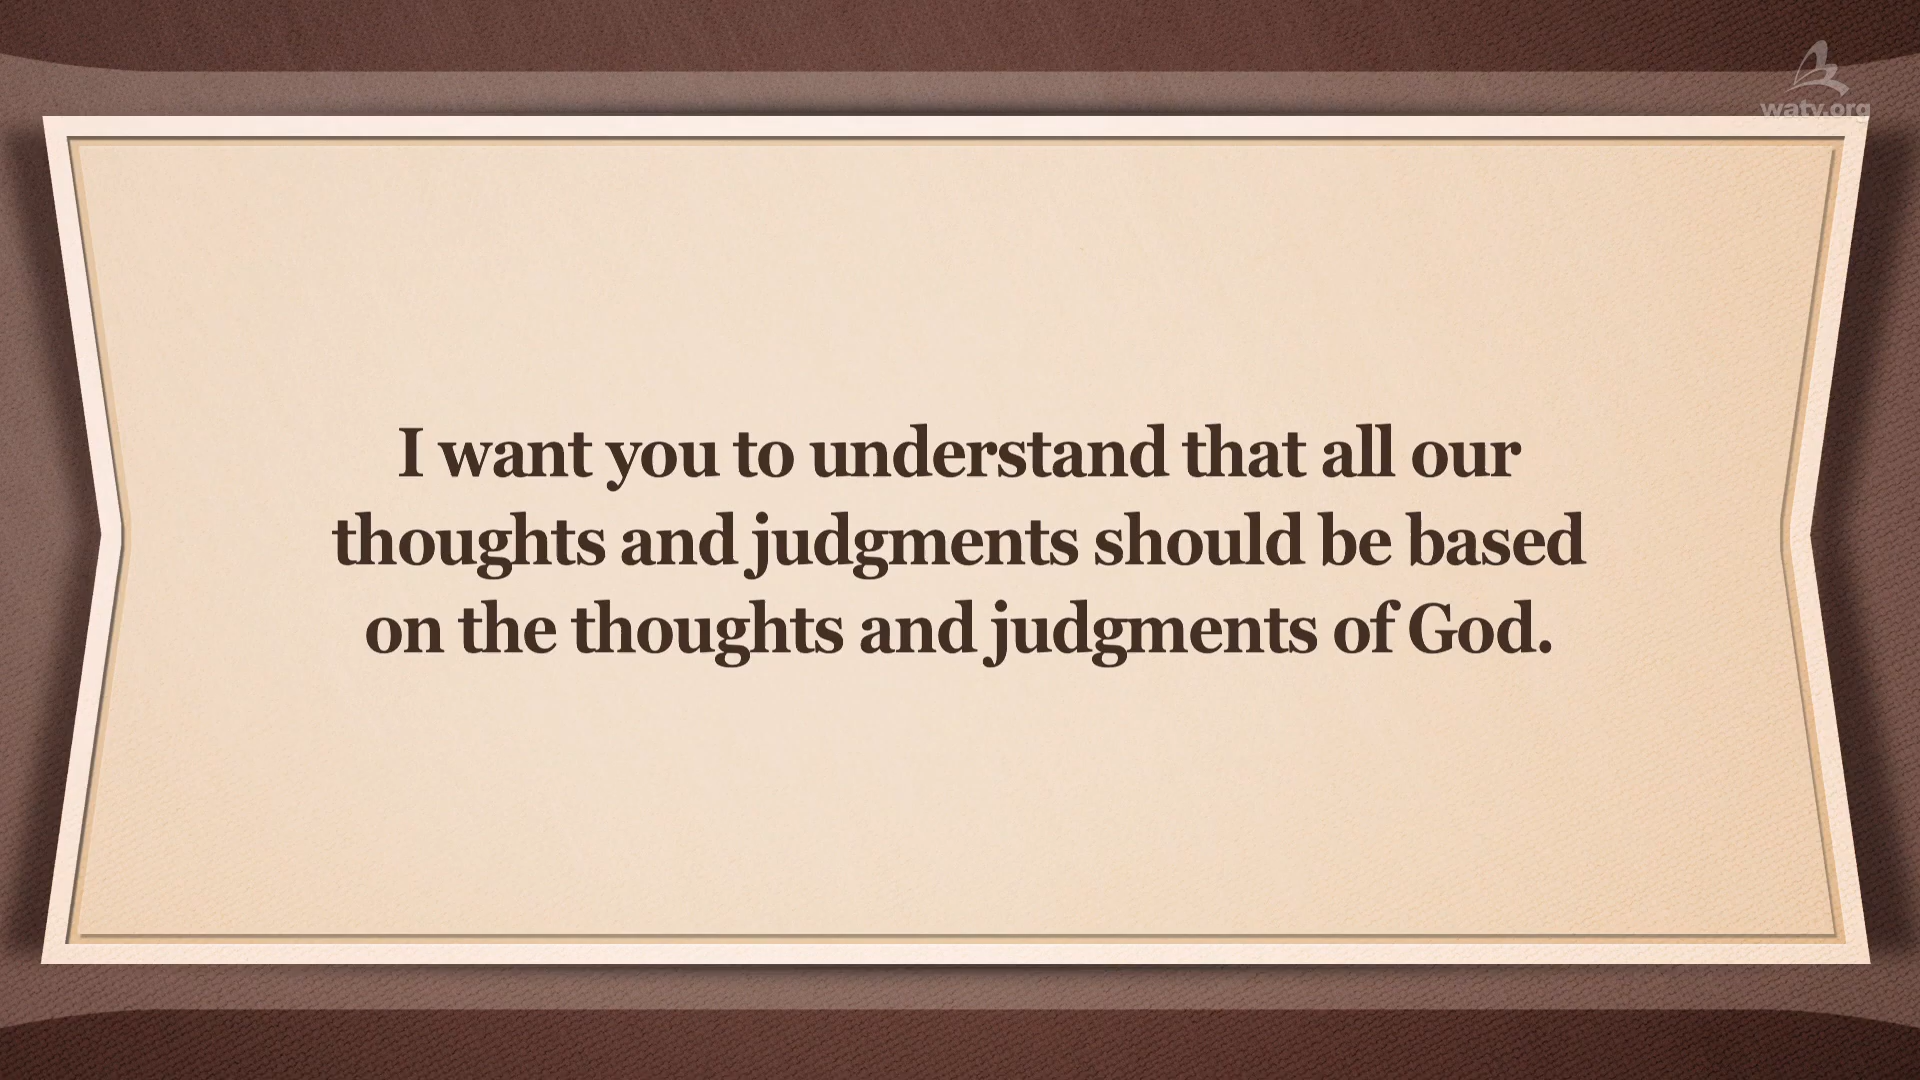 watv.org
I want you to understand that all our
thoughts and judgments should be based
on the thoughts and judgments of God.